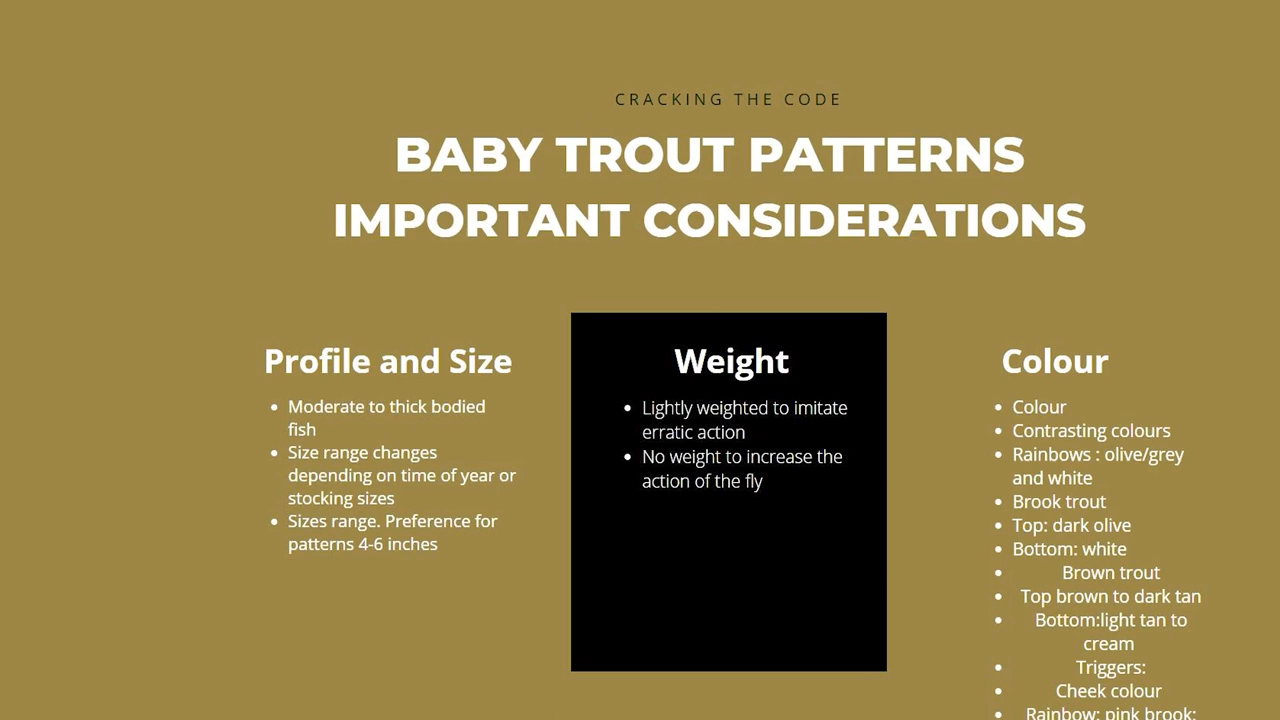 CRACKING THE CODE
BABY TROUT PATTERNS
IMPORTANT CONSIDERATIONS
Profile and Size
• Moderate to thick bodied
fish
• Size range changes
depending on time of year or
stocking sizes
• Sizes range. Preference for
patterns 4-6 inches
Weight
• Lightly weighted to imitate
erratic action
• No weight to increase the
action of the fly
Colour
• Colour
• Contrasting colours
• Rainbows : olive/grey
and white
• Brook trout
• Top: dark olive
• Bottom: white
• Brown trout
• Top brown to dark tan
• Bottom:light tan to
cream
• Triggers:
• Cheek colour
• Rainbow: pink brook: